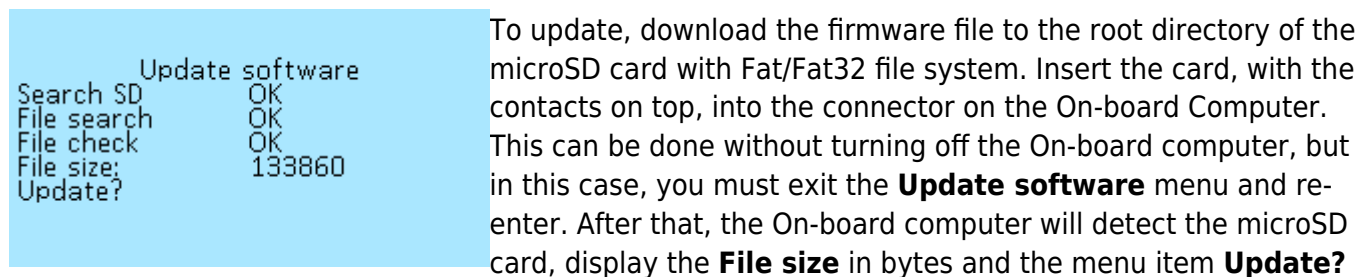 Update software
Search SD OK
File search OK
File check OK
File size: 133860
Update?
To update, download the firmware file to the root directory of the
microSD card with Fat/Fat32 file system. Insert the card, with the
contacts on top, into the connector on the On-board Computer.
This can be done without turning off the On-board computer, but
in this case, you must exit the Update software menu and re-
enter. After that, the On-board computer will detect the microSD
card, display the File size in bytes and the menu item Update?